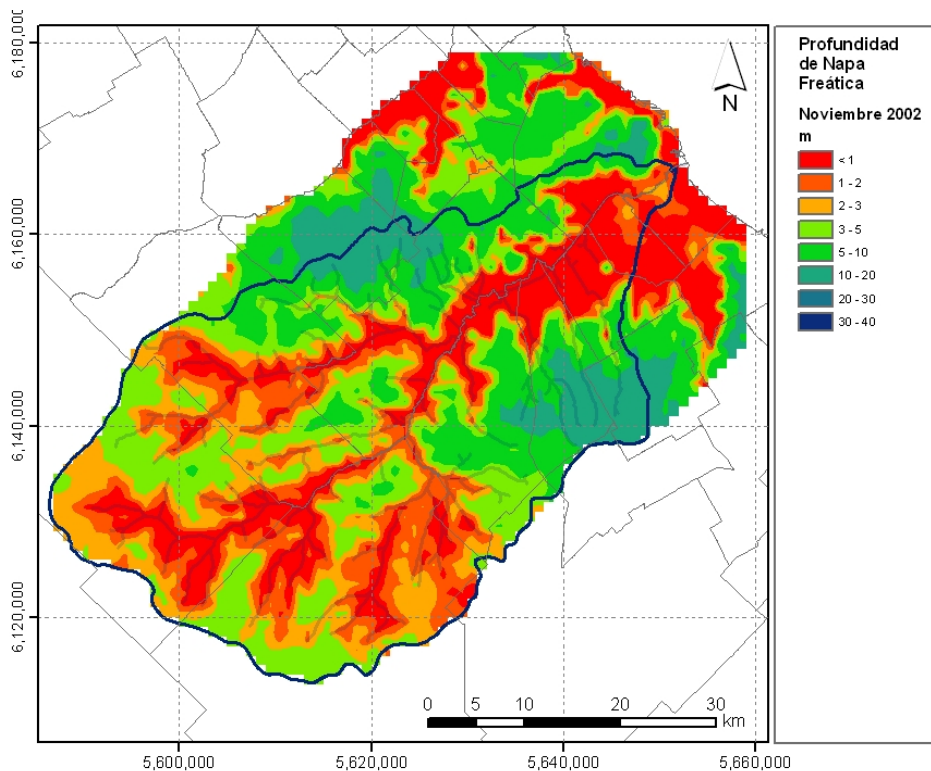 Profundidad
de Napa
Freática
Noviembre 2002
m
< 1
1 - 2
2 - 3
3 - 5
5 - 10
10 - 20
20 - 30
30 - 40
N
6,180,000
6,160,000
6,140,000
6,120,000
0 5 10 20 30
km
5,600,000 5,620,000 5,640,000 5,660,000